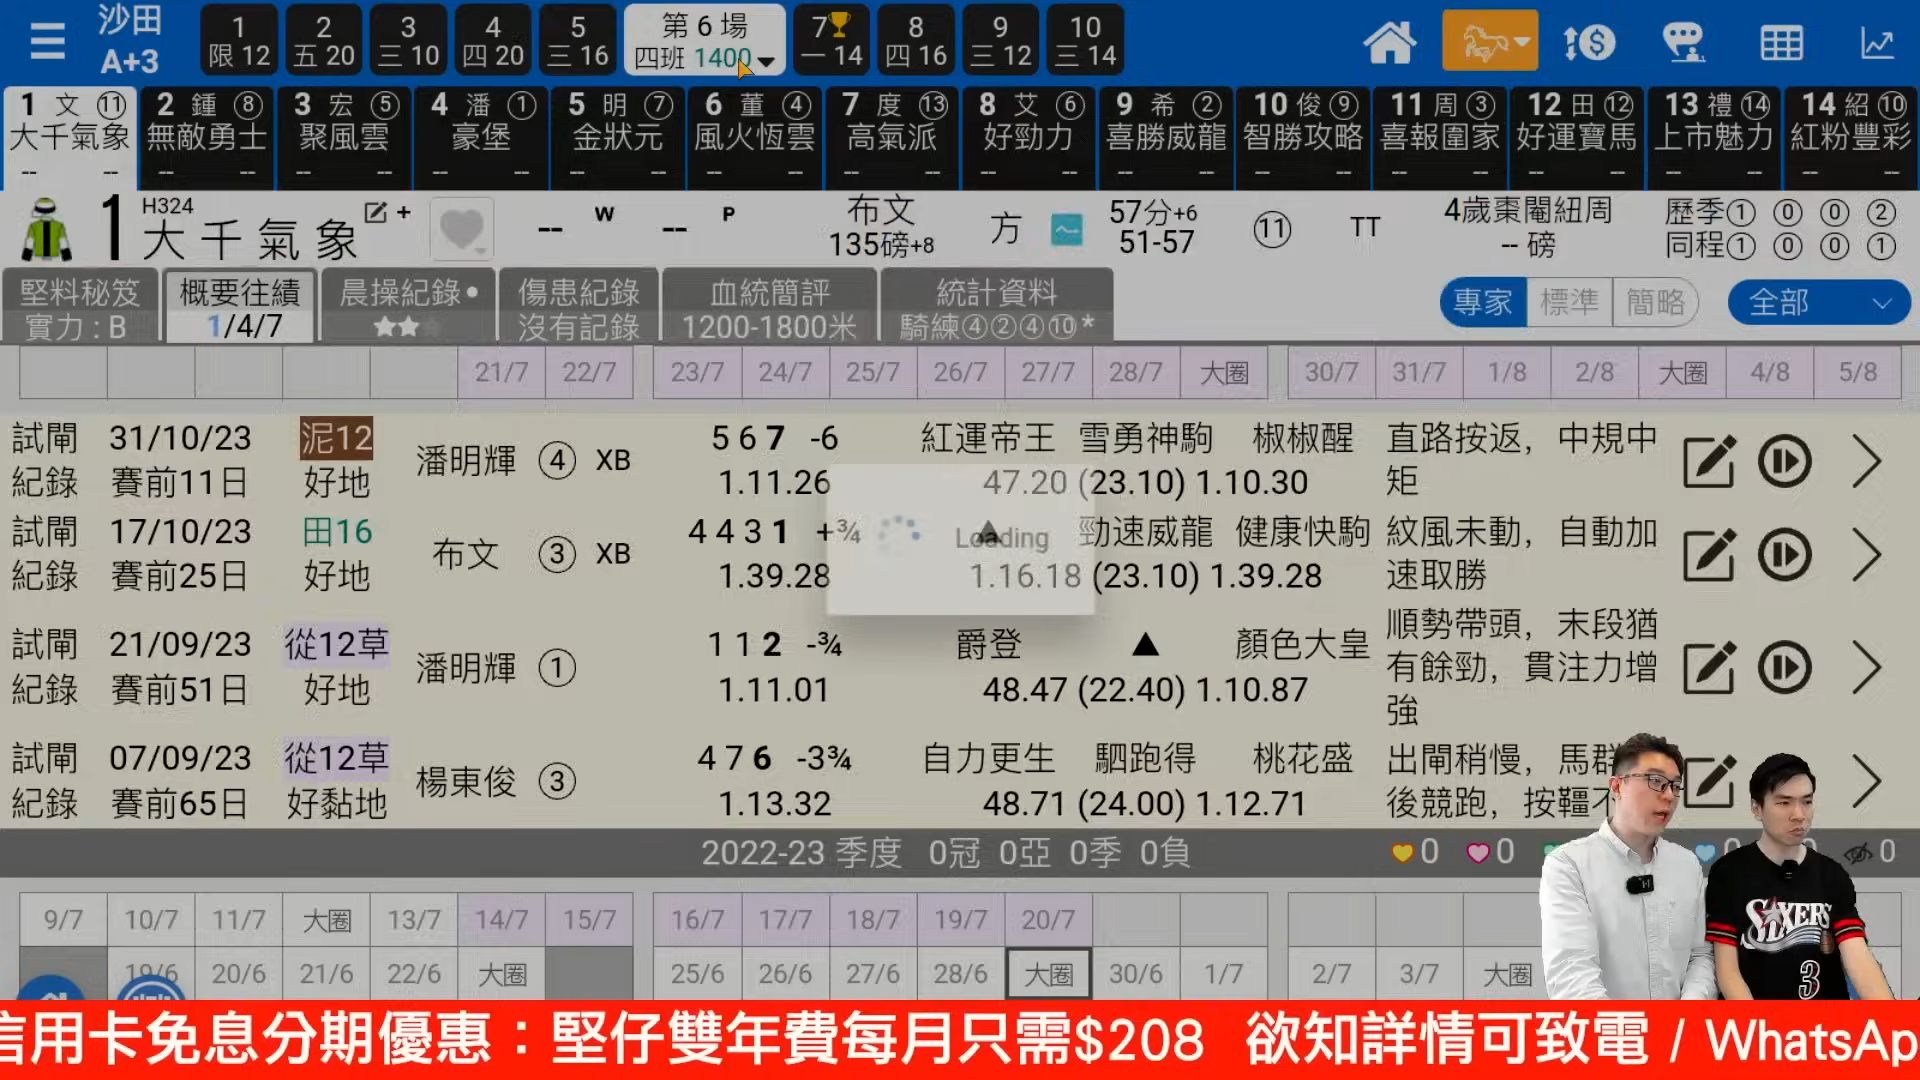 沙田
A+3
1
限 12
2
五 20
3
三 10
4
四 20
5
三 16
第 6 場
四班 1400
7
一 14
8
四 16
9
三 12
10
三 14
1 文 ⑪
大千氣象
-- --
2 鍾 ⑧
無敵勇士
-- --
3 宏 ⑤
聚風雲
-- --
4 潘 ①
豪堡
-- --
5 明 ⑦
金狀元
-- --
6 董 ④
風火恆雲
-- --
7 度 ⑬
高氣派
-- --
8 艾 ⑥
好勁力
-- --
9 希 ②
喜勝威龍
-- --
10 俊 ⑨
智勝攻略
-- --
11 周 ③
喜報圍家
-- --
12 田 ⑫
好運寶馬
-- --
13 禮 ⑭
上市魅力
-- --
14 紹 ⑩
紅粉豐彩
-- --
1
H324
大千氣象
+
-- W -- P
布文
135磅+8
方
57分+6
51-57
⑪
TT
4歲棗閹紐周
-- 磅
歷季① ⓪ ⓪ ②
同程① ⓪ ⓪ ①
堅料秘笈
實力 : B
概要往績
1/4/7
晨操紀錄●
★★
傷患紀錄
沒有記錄
血統簡評
1200-1800米
統計資料
騎練④②④⑩*
專家 標準 簡略
全部
21/7 22/7 23/7 24/7 25/7 26/7 27/7 28/7 大圈 30/7 31/7 1/8 2/8 大圈 4/8 5/8
試閘 31/10/23 泥12 潘明輝 ④ XB 5 6 7 -6 紅運帝王 雪勇神駒 椒椒醒 直路按返，中規中
紀錄 賽前11日 好地 1.11.26 47.20 (23.10) 1.10.30 矩
試閘 17/10/23 田16 布文 ③ XB 4 4 3 1 +¾ ▲ 勁速威龍 健康快駒 紋風未動，自動加
紀錄 賽前25日 好地 1.39.28 1.16.18 (23.10) 1.39.28 速取勝
Loading
試閘 21/09/23 從12草 潘明輝 ① 1 1 2 -¾ 爵登 ▲ 顏色大皇 順勢帶頭，末段猶
紀錄 賽前51日 好地 1.11.01 48.47 (22.40) 1.10.87 有餘勁，貫注力增
強
試閘 07/09/23 從12草 楊東俊 ③ 4 7 6 -3¾ 自力更生 駟跑得 桃花盛 出閘稍慢，馬群
紀錄 賽前65日 好黏地 1.13.32 48.71 (24.00) 1.12.71 後競跑，按韁不
2022-23 季度 0冠 0亞 0季 0負
0 0 0
9/7 10/7 11/7 大圈 13/7 14/7 15/7 16/7 17/7 18/7 19/7 20/7
19/6 20/6 21/6 22/6 大圈 25/6 26/6 27/6 28/6 大圈 30/6 1/7 2/7 3/7 大圈
SIXERS
3
信用卡免息分期優惠：堅仔雙年費每月只需$208 欲知詳情可致電 / WhatsAp